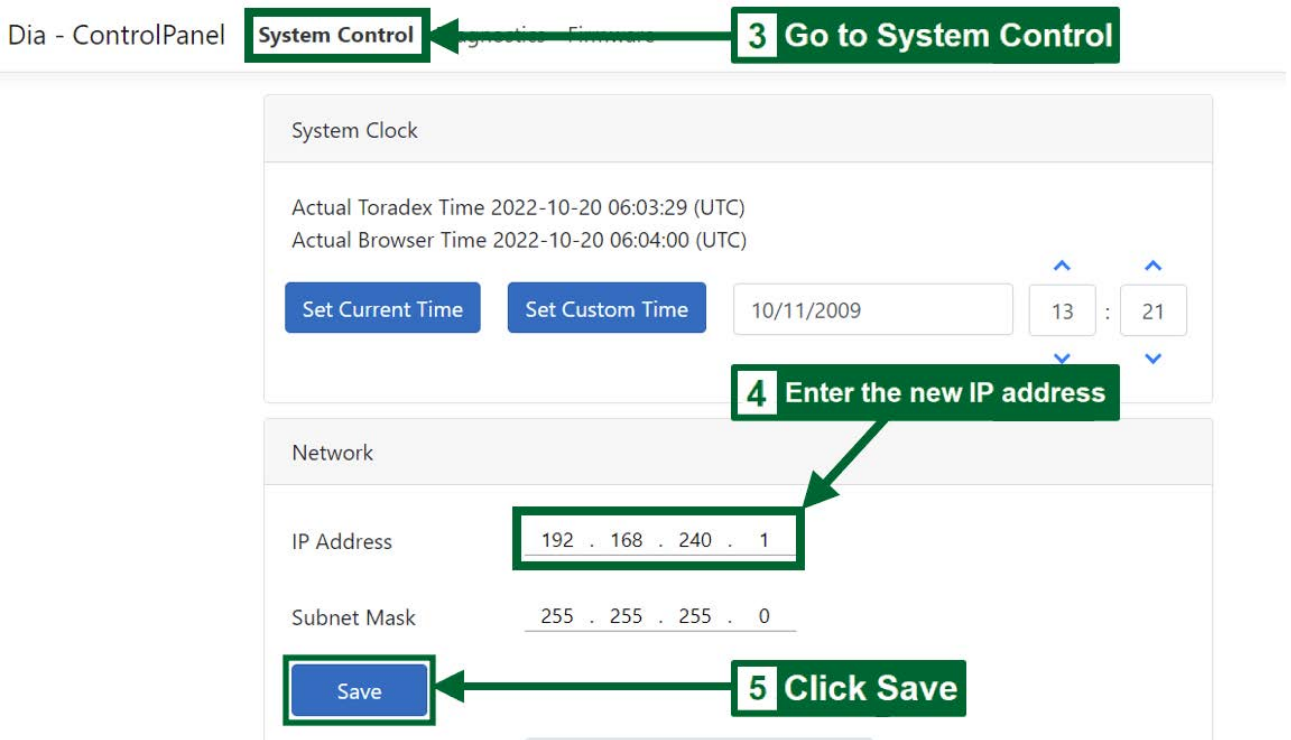 Dia - ControlPanel System Control Diagnostics Firmware 3 Go to System Control
System Clock
Actual Toradex Time 2022-10-20 06:03:29 (UTC)
Actual Browser Time 2022-10-20 06:04:00 (UTC)
Set Current Time Set Custom Time 10/11/2009 13 : 21
4 Enter the new IP address
Network
IP Address 192 . 168 . 240 . 1
Subnet Mask 255 . 255 . 255 . 0
Save 5 Click Save